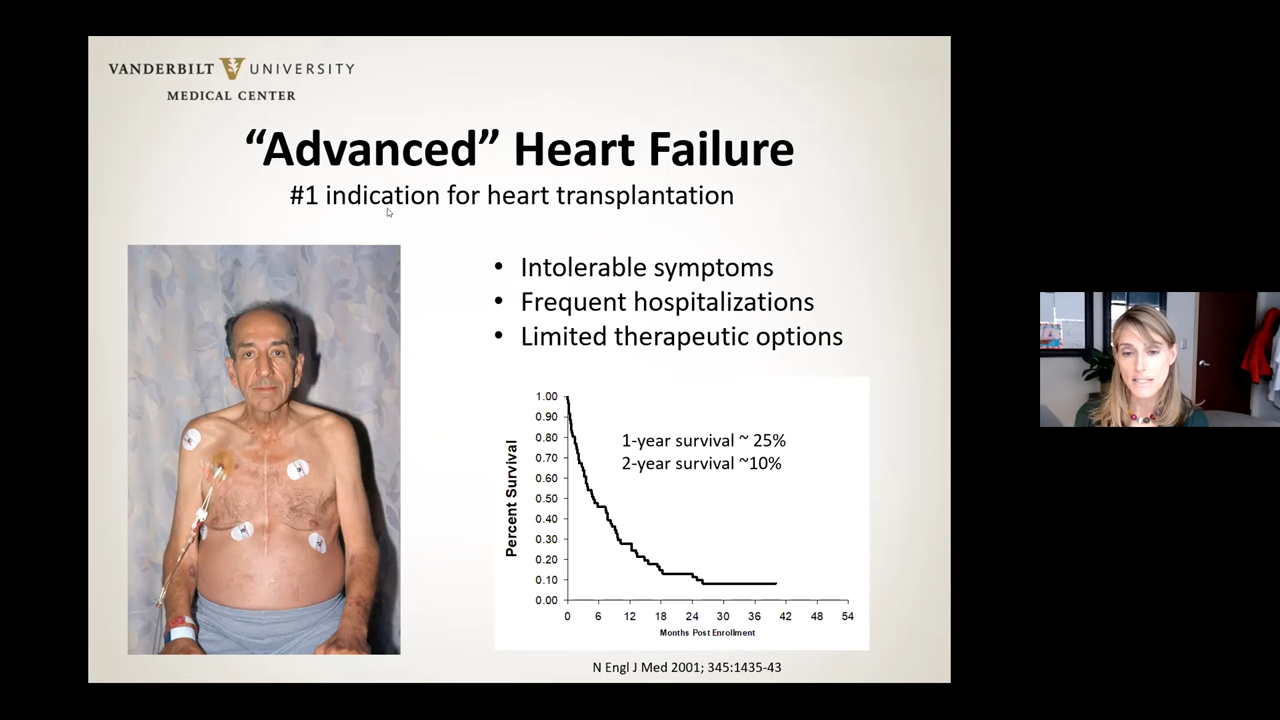 VANDERBILT UNIVERSITY
MEDICAL CENTER
“Advanced” Heart Failure
#1 indication for heart transplantation
• Intolerable symptoms
• Frequent hospitalizations
• Limited therapeutic options
1.00
0.90
0.80
0.70
0.60
0.50
0.40
0.30
0.20
0.10
0.00
Percent Survival
1-year survival ~ 25%
2-year survival ~10%
0 6 12 18 24 30 36 42 48 54
Months Post Enrollment
N Engl J Med 2001; 345:1435-43